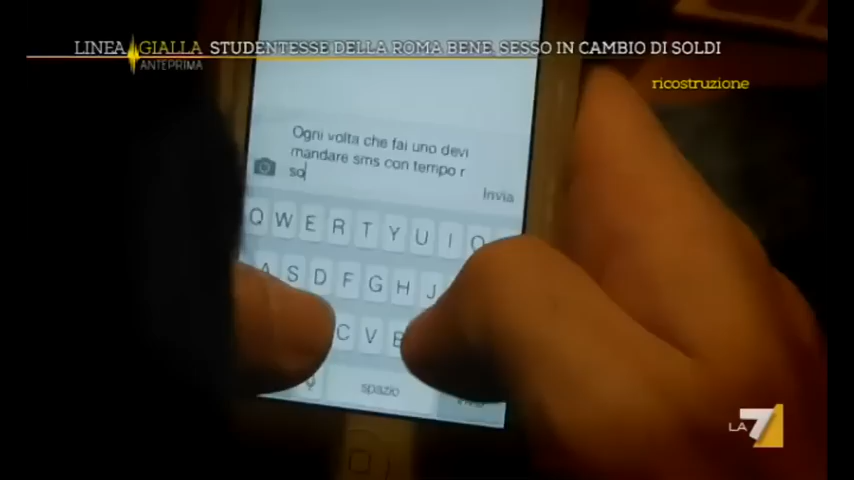 LINEA GIALLA STUDENTESSE DELLA ROMA BENE, SESSO IN CAMBIO DI SOLDI
ANTEPRIMA
ricostruzione
Ogni volta che fai uno devi
mandare sms con tempo r
so
Invia
Q W E R T Y U I O
A S D F G H J
C V B
spazio
LA 7